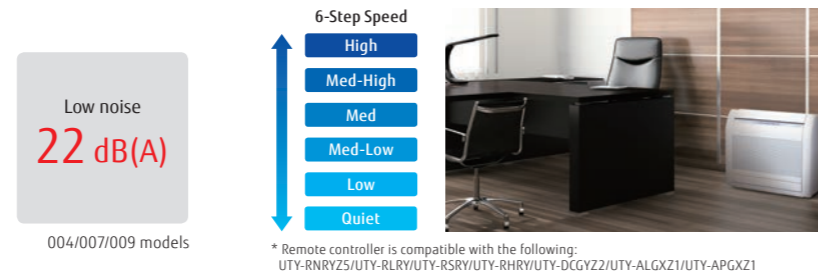 Low noise
22 dB(A)
004/007/009 models
6-Step Speed
High
Med-High
Med
Med-Low
Low
Quiet
* Remote controller is compatible with the following:
UTY-RNRYZ5/UTY-RLRY/UTY-RSRY/UTY-RHRY/UTY-DCGYZ2/UTY-ALGXZ1/UTY-APGXZ1